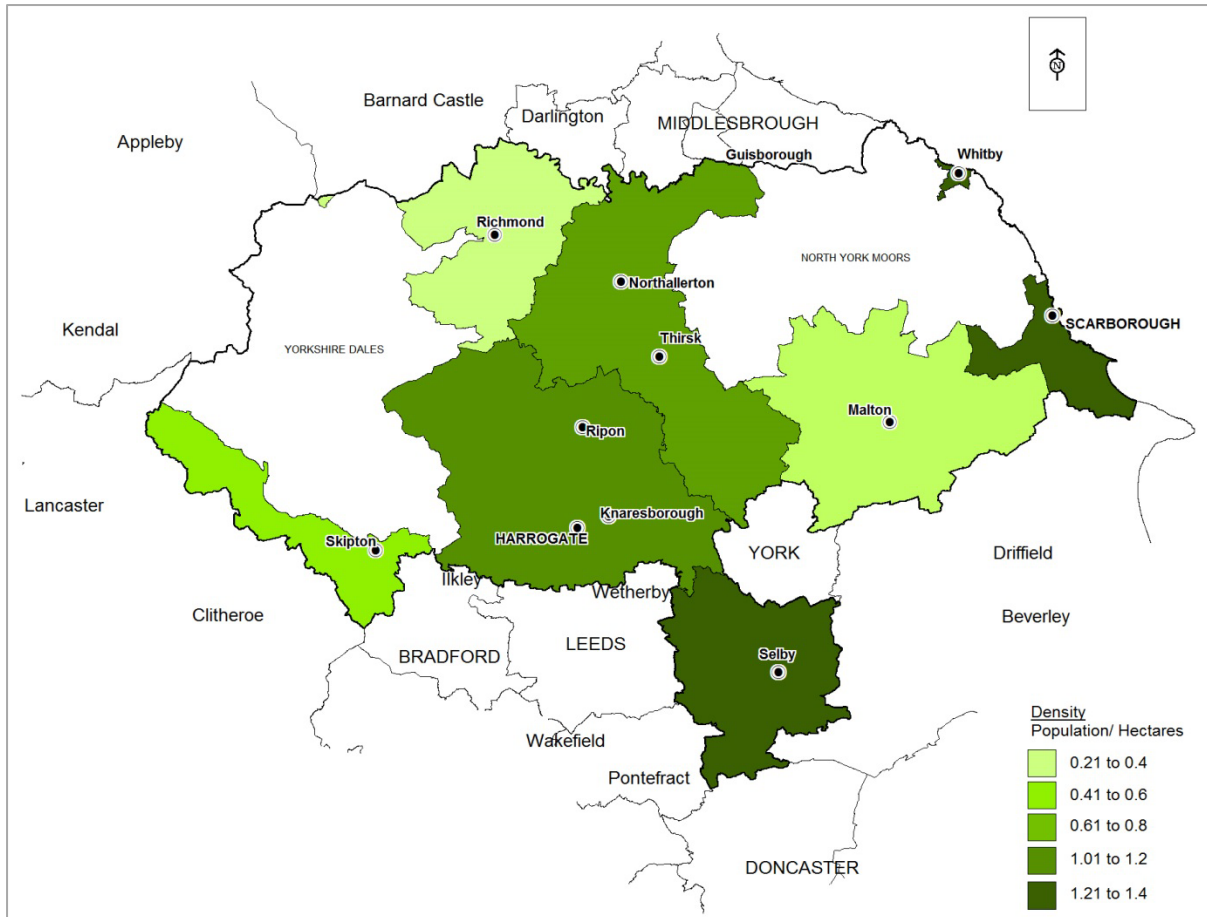 N
Barnard Castle
Darlington
MIDDLESBROUGH
Appleby
Guisborough
Whitby
Richmond
NORTH YORK MOORS
Northallerton
Kendal
SCARBOROUGH
YORKSHIRE DALES
Thirsk
Malton
Ripon
Lancaster
Knaresborough
HARROGATE
Skipton
YORK
Driffield
Ilkley
Wetherby
Clitheroe
Beverley
LEEDS
BRADFORD
Selby
Wakefield
Pontefract
DONCASTER
Density
Population/ Hectares
0.21 to 0.4
0.41 to 0.6
0.61 to 0.8
1.01 to 1.2
1.21 to 1.4